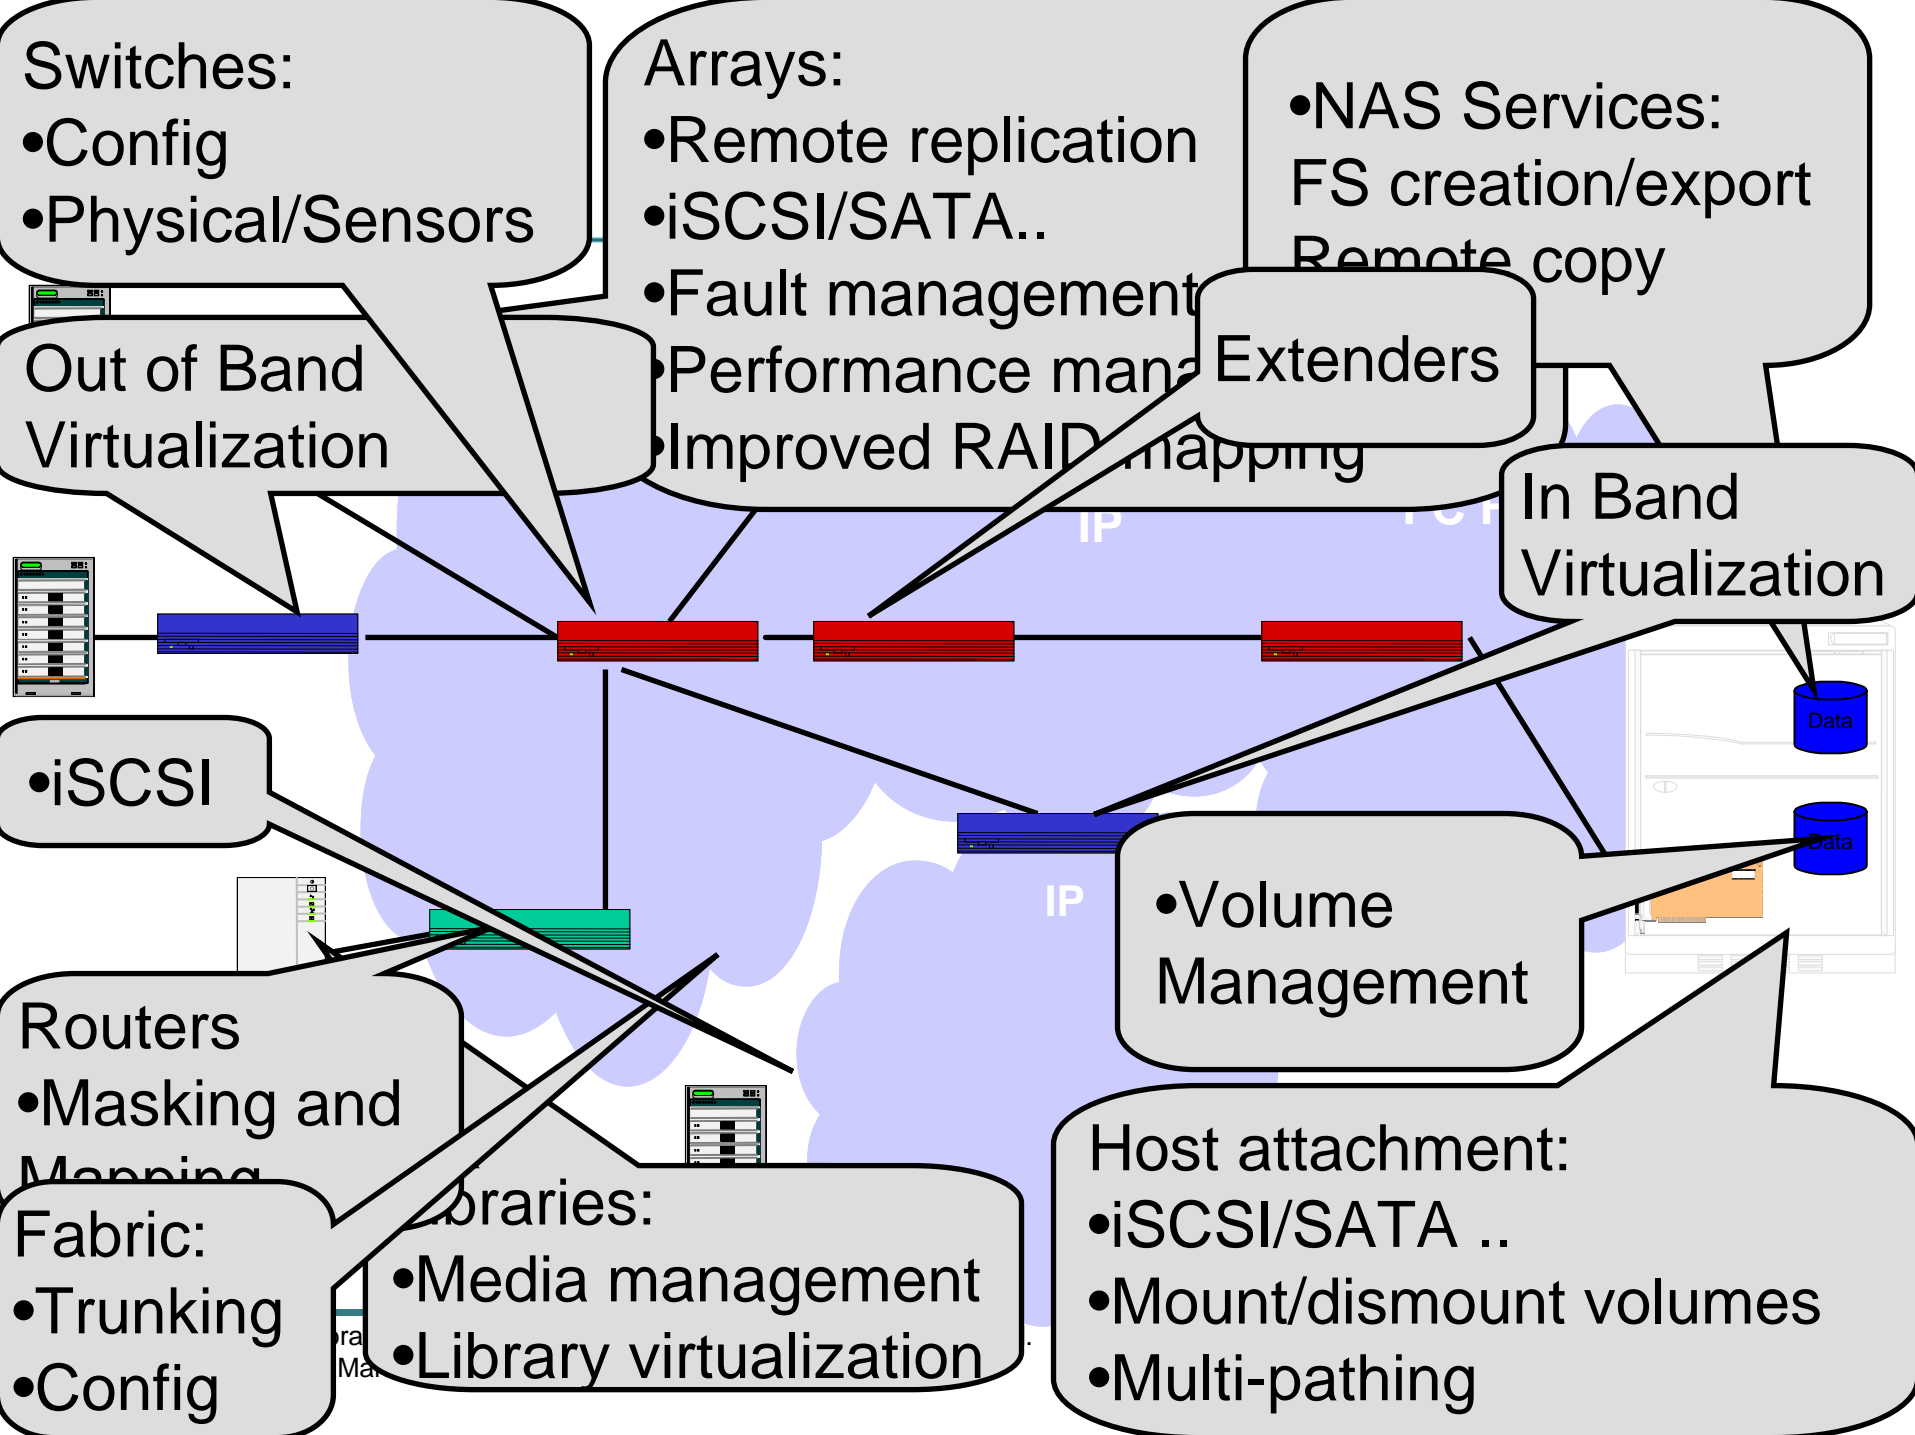 Switches:
•Config
•Physical/Sensors
Arrays:
•Remote replication
•iSCSI/SATA..
•Fault management
•Performance
•Improved RAID mapping
•NAS Services:
FS creation/export
Remote copy
Extenders
Out of Band
Virtualization
In Band
Virtualization
IP
FC
Data
•iSCSI
Data
IP
•Volume
Management
Routers
•Masking and
Mapping
Fabric:
•Trunking
•Config
Libraries:
•Media management
•Library virtualization
Host attachment:
•iSCSI/SATA ..
•Mount/dismount volumes
•Multi-pathing